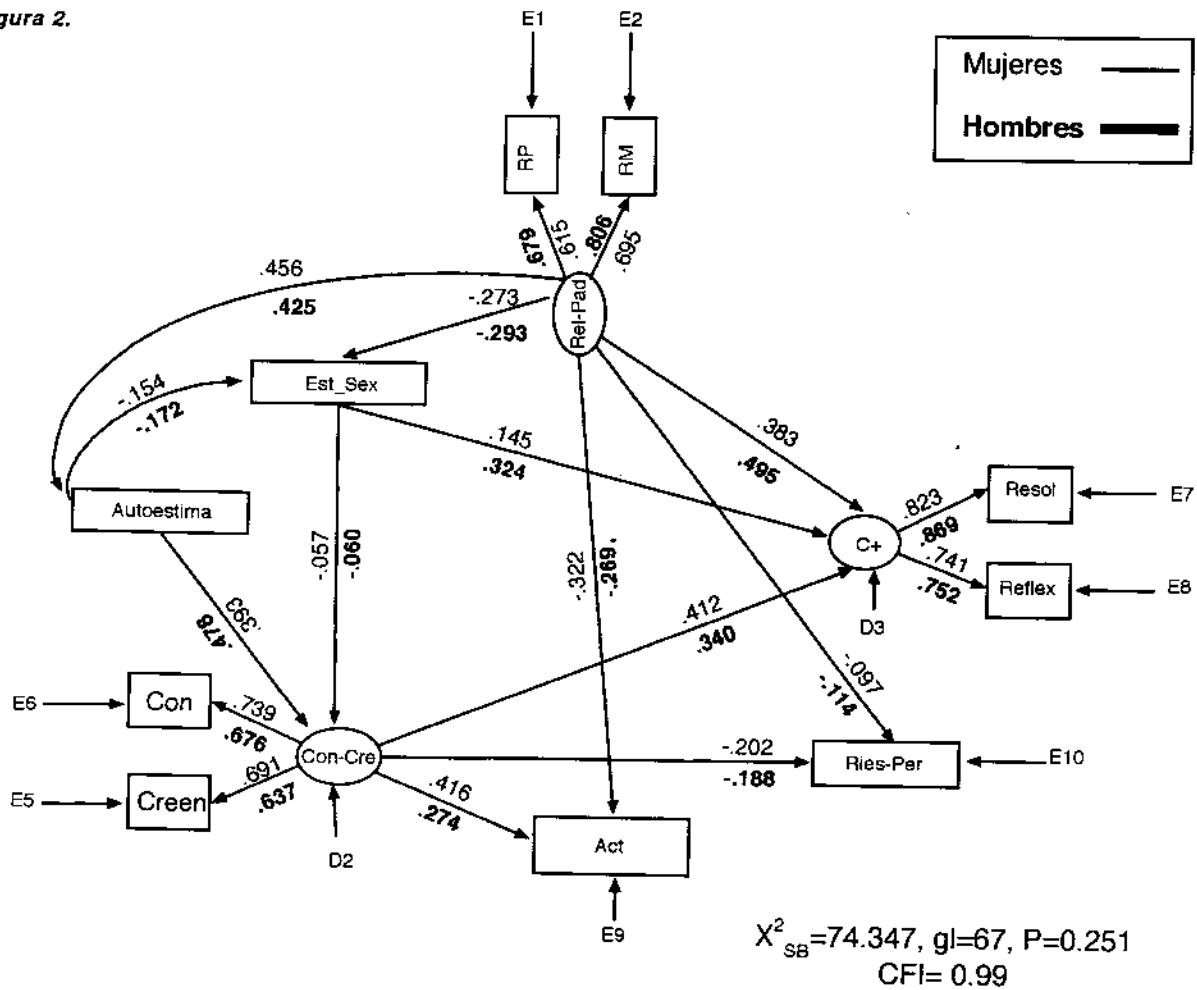 gura 2.
E1
E2
Mujeres
Hombres
RP
RM
.679
.615
.806
.695
Rel-Pad
.456
.425
-.273
-.293
Est_Sex
-.154
-.172
.145
.324
.383
.495
Autoestima
Resol
E7
.823
.869
C+
.741
.752
Reflex
E8
D3
-.057
-.060
-.322
-.269.
.393
.478
.412
.340
-.097
-.114
E6
Con
.739
.676
Con-Cre
-.202
-.188
Ries-Per
E10
E5
Creen
.691
.637
.416
.274
D2
Act
E9
X²SB=74.347, gl=67, P=0.251
CFI= 0.99